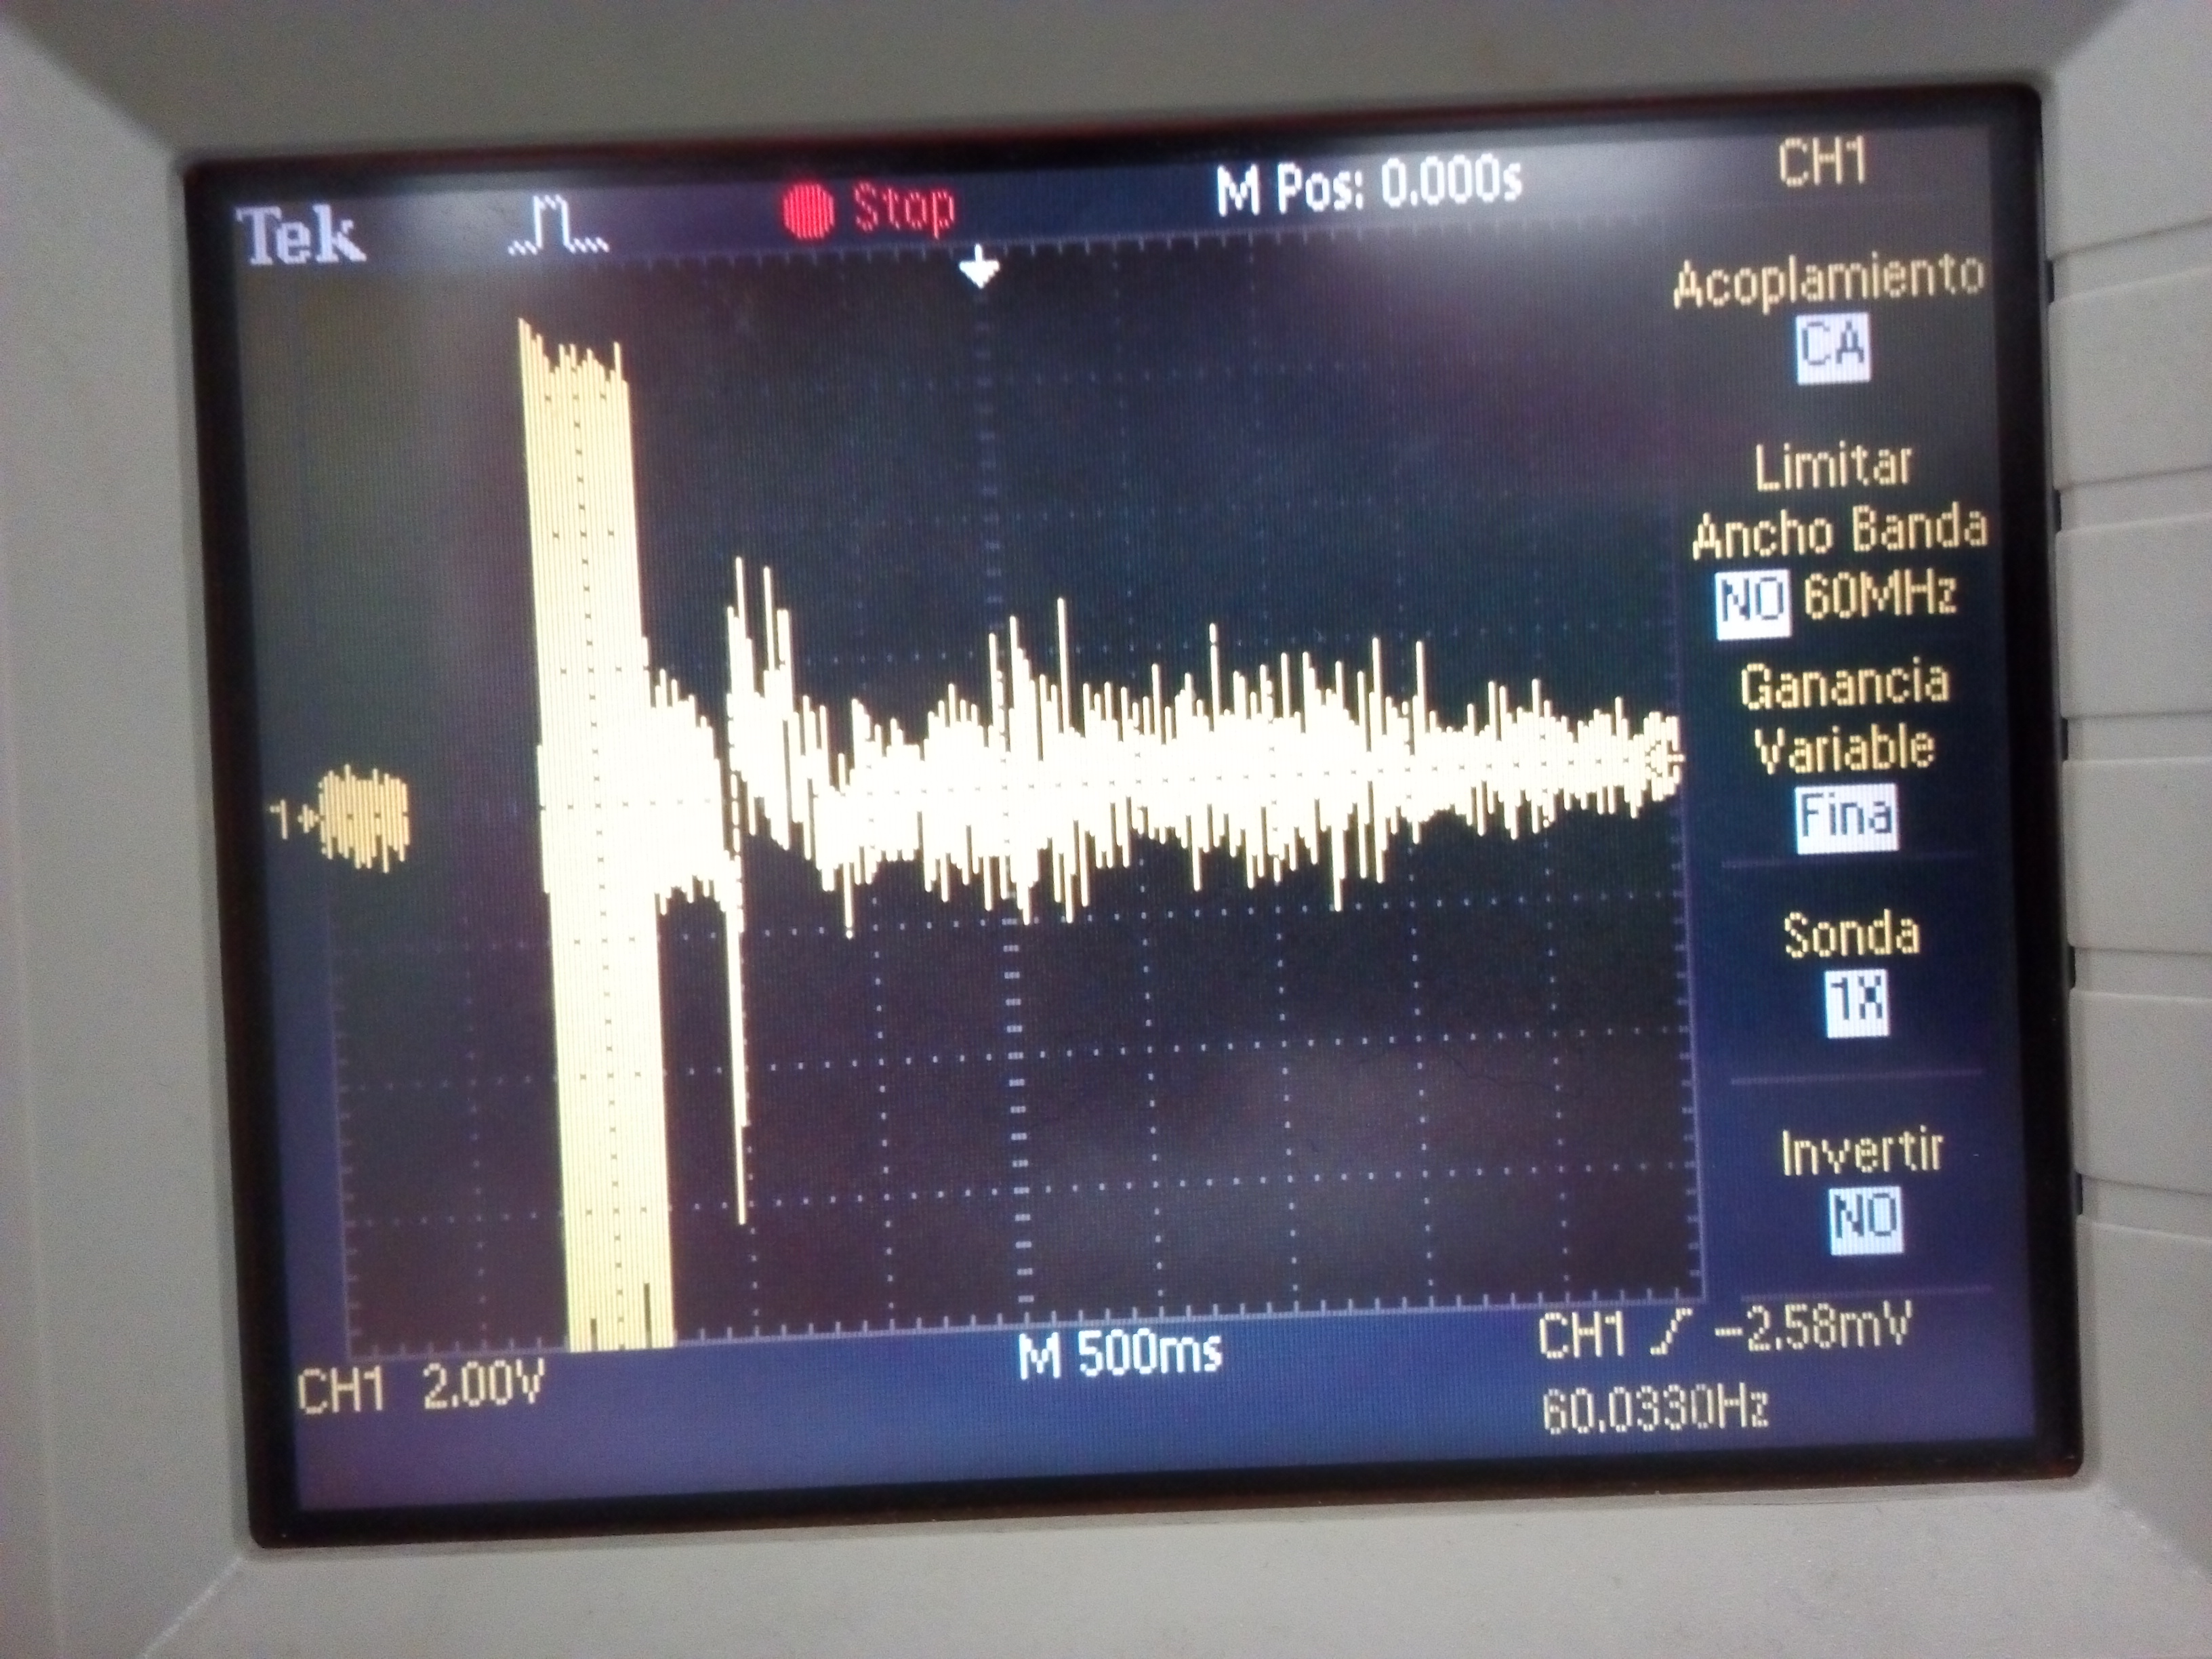 Tek Stop M Pos: 0.000s CH1
Acoplamiento
CA
Limitar
Ancho Banda
NO 60MHz
Ganancia
Variable
Fina
1
Sonda
1X
Invertir
NO
CH1 2.00V M 500ms CH1 -2.58mV
60.0330Hz